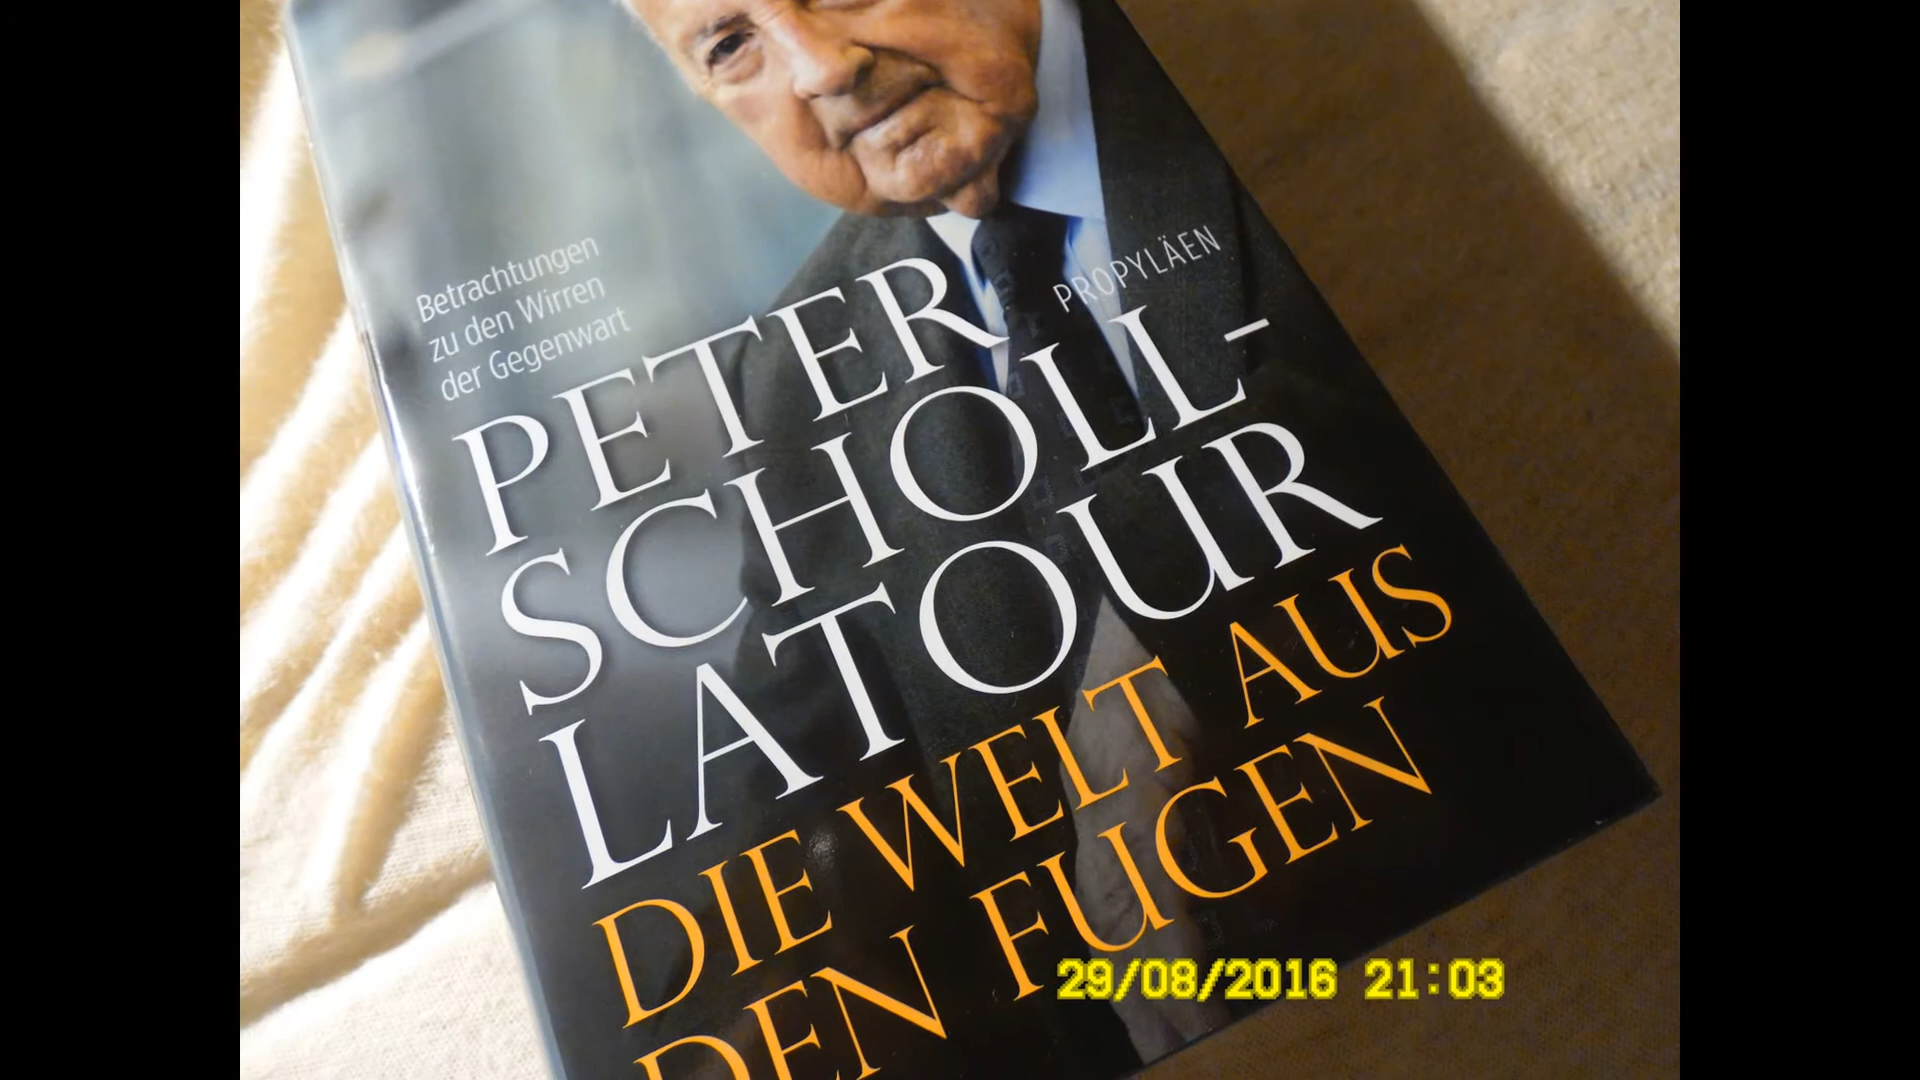 Betrachtungen
zu den Wirren
der Gegenwart
PROPYLÄEN
PETER
SCHOLL-
LATOUR
DIE WELT AUS
DEN FUGEN
29/08/2016 21:03